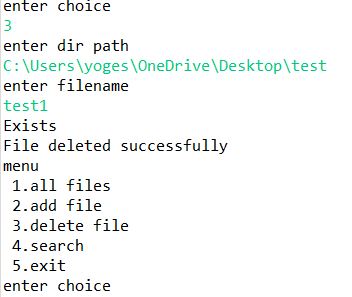 enter choice
3
enter dir path
C:\Users\yoges\OneDrive\Desktop\test
enter filename
test1
Exists
File deleted successfully
menu
 1.all files
 2.add file
 3.delete file
 4.search
 5.exit
enter choice